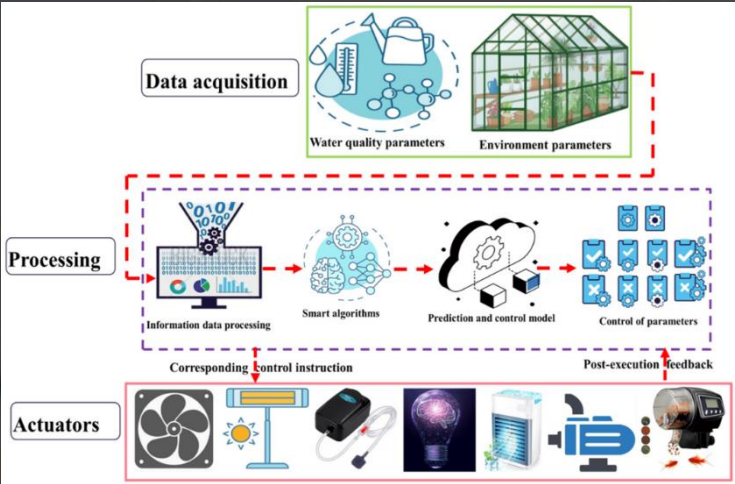 Data acquisition
Water quality parameters
Environment parameters
Processing
Information data processing
Smart algorithms
Prediction and control model
Control of parameters
Corresponding control instruction
Post-execution feedback
Actuators